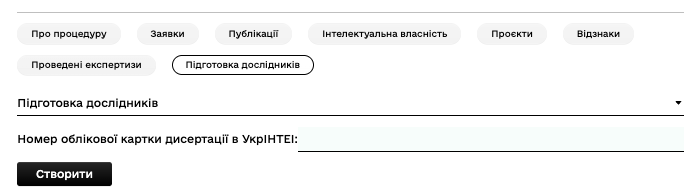 Про процедуру Заявки Публікації Інтелектуальна власність Проєкти Відзнаки
Проведені експертизи Підготовка дослідників
Підготовка дослідників
Номер облікової картки дисертації в УкрІНТЕІ:
Створити